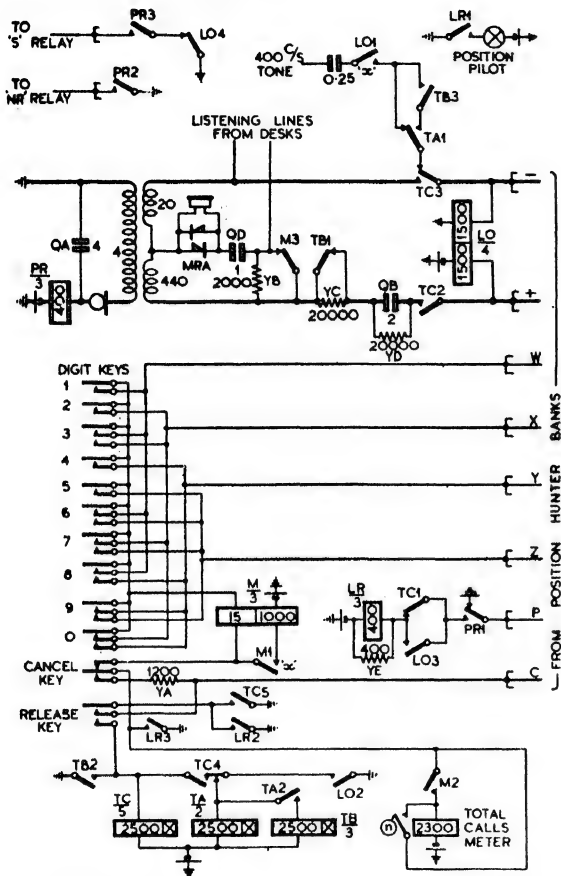 TO 'S' RELAY
PR3
LO4
TO 'NR' RELAY
PR2
400 C/S TONE
0·25
LO1
'x'
LR1
POSITION PILOT
TB3
TA1
TC3
LISTENING LINES FROM DESKS
−
QA
4
4
20
440
MRA
QD
1
2000
YB
M3
TB1
YC
20000
QB
2
20000
YD
TC2
1500
1500
LO/4
+
PR/3
400
W
DIGIT KEYS
1
2
3
4
5
6
7
8
9
0
X
Y
Z
FROM POSITION HUNTER BANKS
M/3
15
1000
LR/3
400
400
YE
TC1
LO3
PR1
P
CANCEL KEY
M1
'x'
1200
YA
C
RELEASE KEY
TC5
LR3
LR2
TB2
TC4
TA2
LO2
M2
TC/5
2500
TA/2
2500
TB/3
2500
n
2300
TOTAL CALLS METER